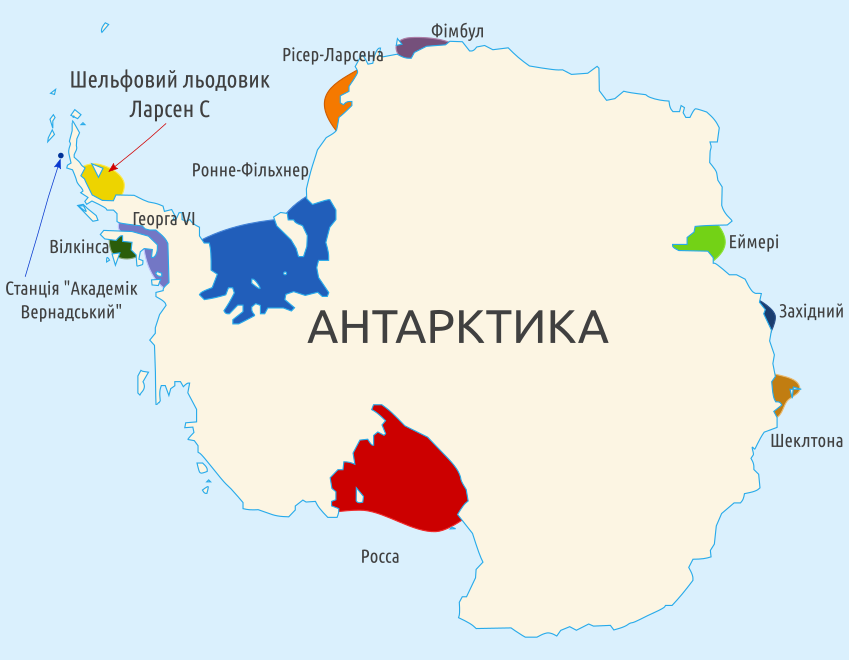 Фімбул
Рісер-Ларсена
Шельфовий льодовик
Ларсен С
Ронне-Фільхнер
Георга VI
Вілкінса
Еймері
Станція "Академік
Вернадський"
Західний
АНТАРКТИКА
Шеклтона
Росса